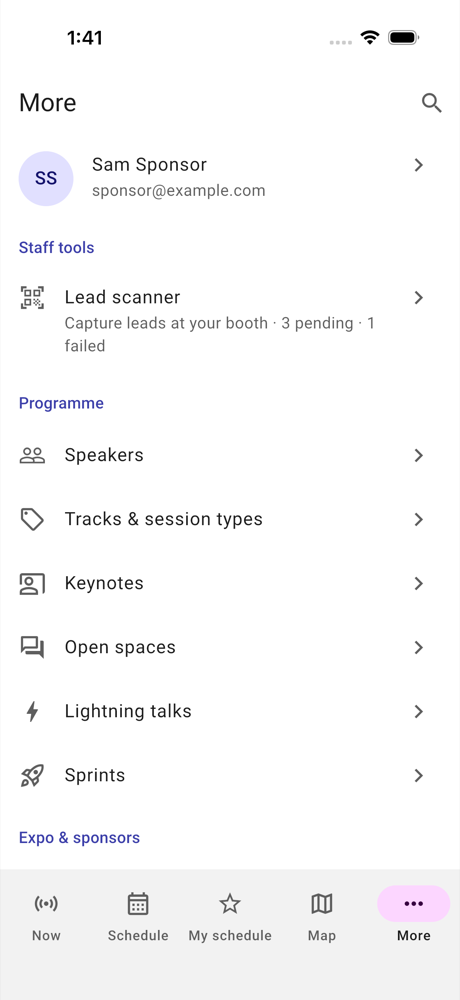 1:41
More
SS
Sam Sponsor
sponsor@example.com
Staff tools
Lead scanner
Capture leads at your booth · 3 pending · 1
failed
Programme
Speakers
Tracks & session types
Keynotes
Open spaces
Lightning talks
Sprints
Expo & sponsors
Now
Schedule
My schedule
Map
More